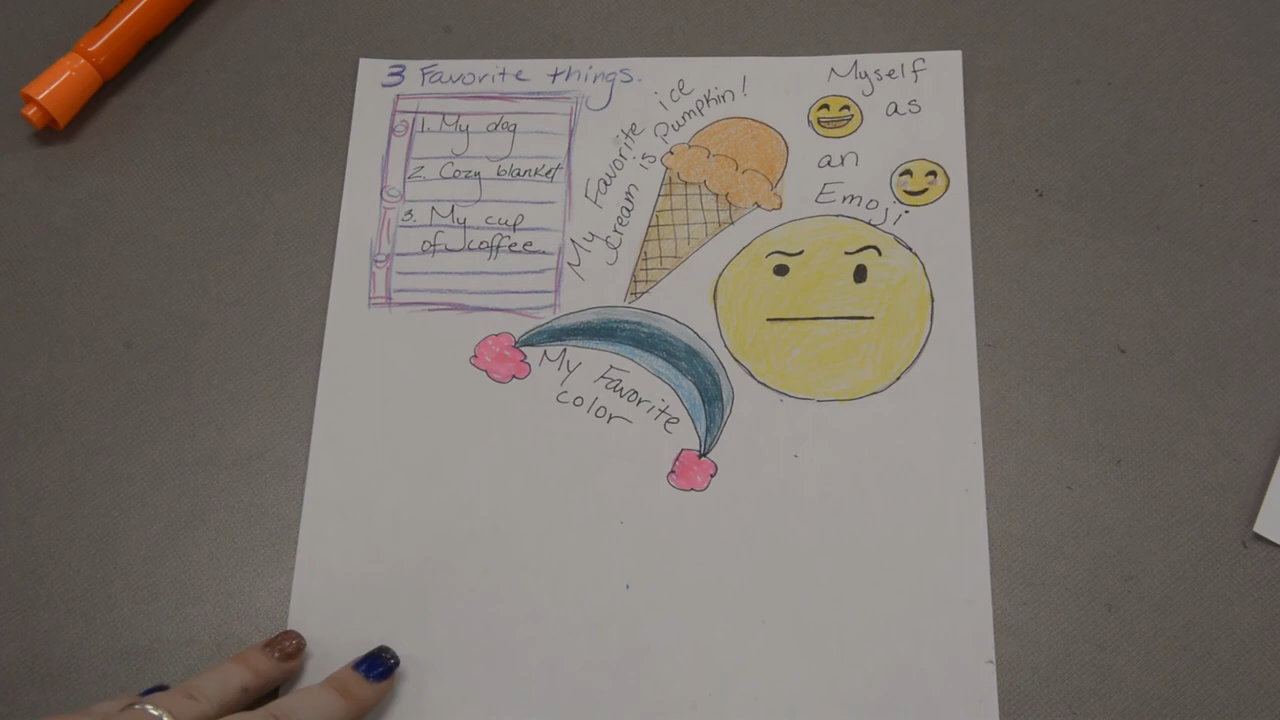 3 Favorite things.
1. My dog
2. Cozy blanket
3. My cup
of coffee.
My Favorite ice
cream is Pumpkin!
Myself
as
an
Emoji
My Favorite
color